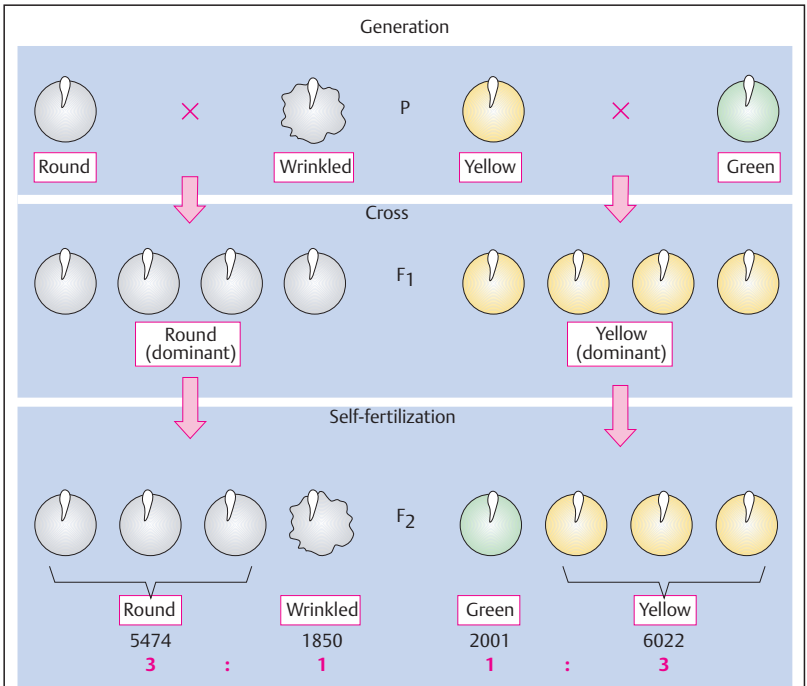 Generation
P
Round
Wrinkled
Yellow
Green
Cross
F1
Round
(dominant)
Yellow
(dominant)
Self-fertilization
F2
Round
Wrinkled
Green
Yellow
5474
1850
2001
6022
3 : 1
1 : 3